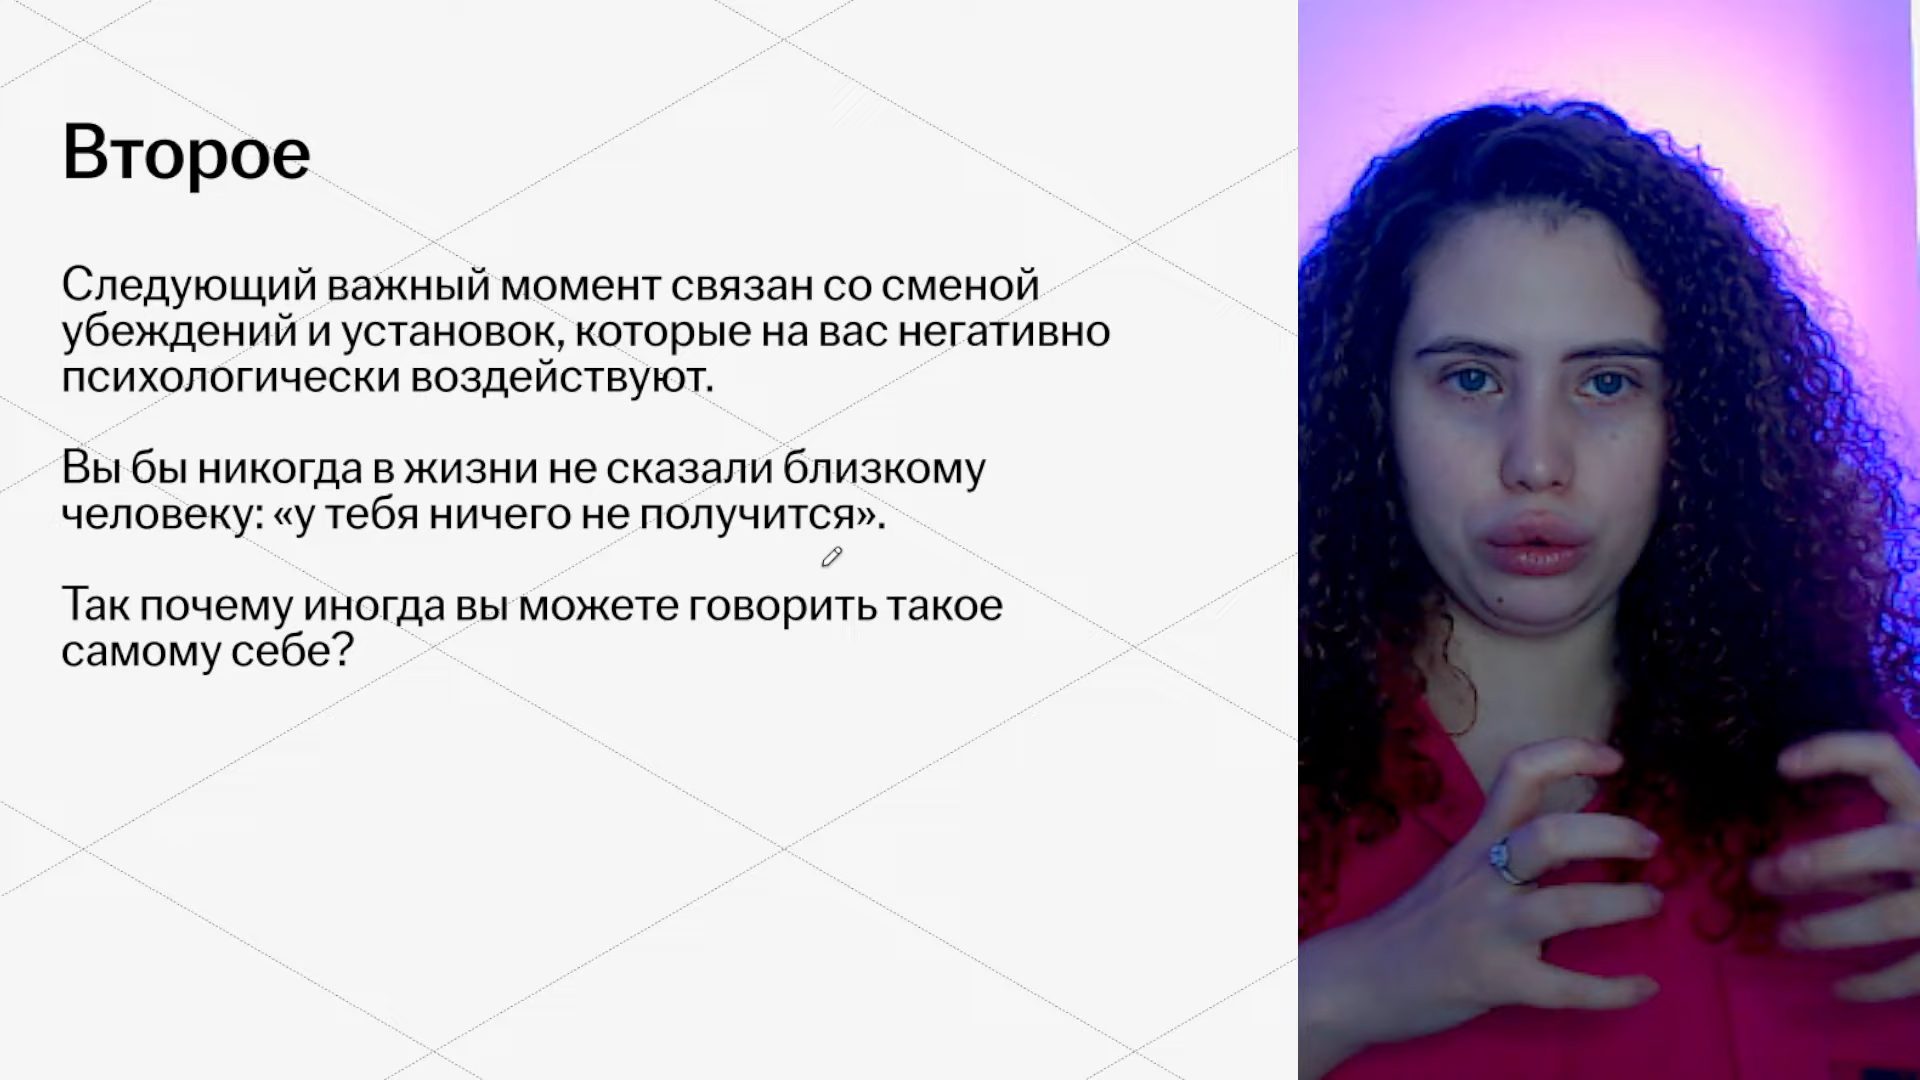 Второе
Следующий важный момент связан со сменой
убеждений и установок, которые на вас негативно
психологически воздействуют.
Вы бы никогда в жизни не сказали близкому
человеку: «у тебя ничего не получится».
Так почему иногда вы можете говорить такое
самому себе?